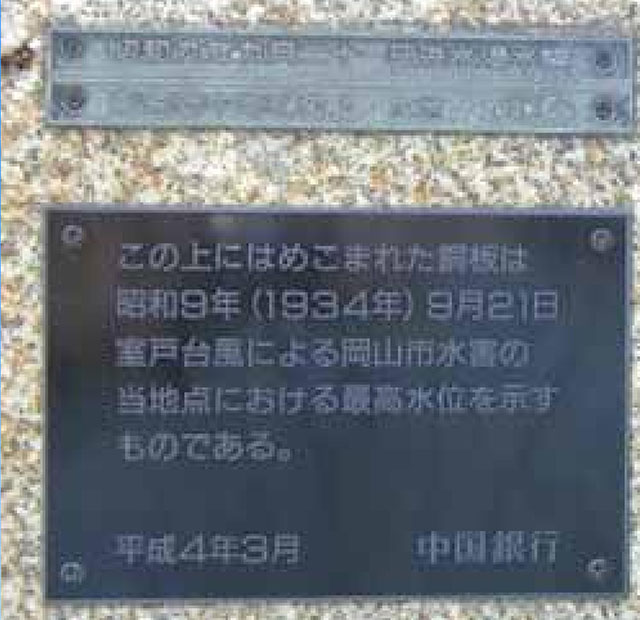 この上にはめこまれた銅板は
昭和9年(1934年)9月21日
室戸台風による岡山市水害の
当地点における最高水位を示す
ものである。
平成4年3月 中国銀行